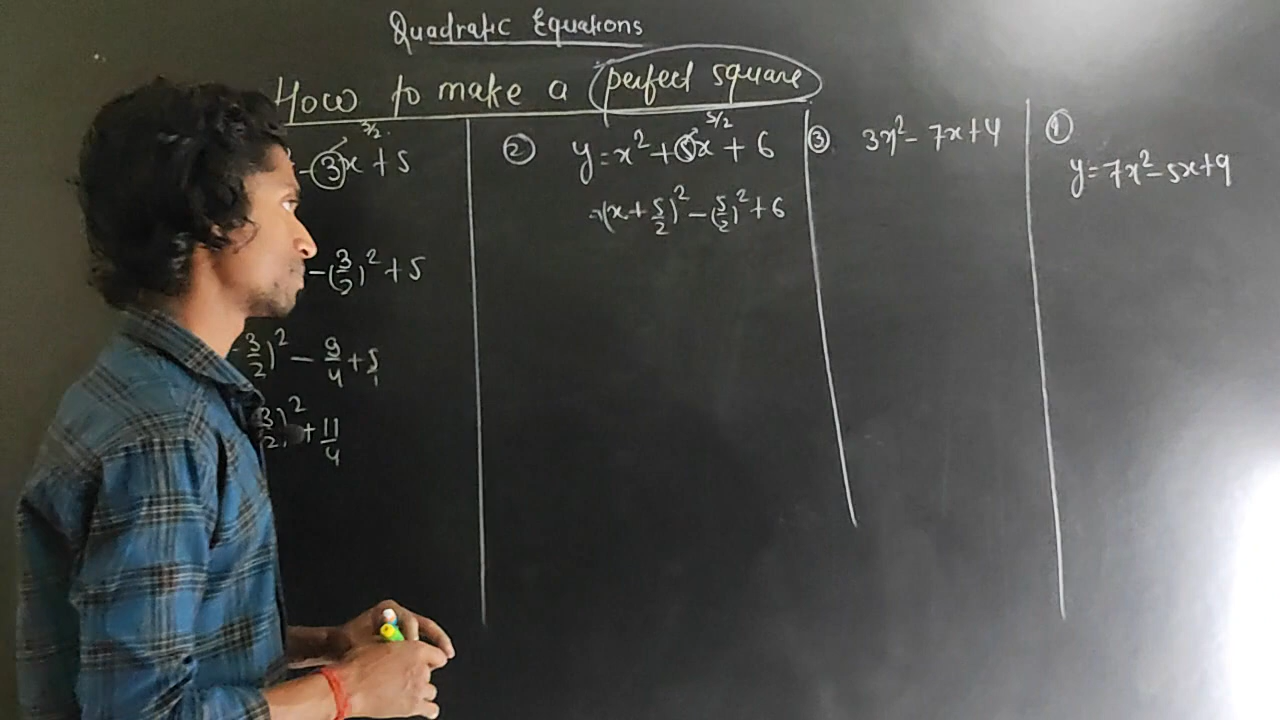 Quadratic Equations
How to make a perfect square
3/2
- 3x + 5
-(3/2)² + 5
- 3/2)² - 9/4 + 5/1
3/2)² + 11/4
② y = x² + 5x + 6
5/2
=(x + 5/2)² - (5/2)² + 6
③ 3x² - 7x + 4
①
y = 7x² - 5x + 9